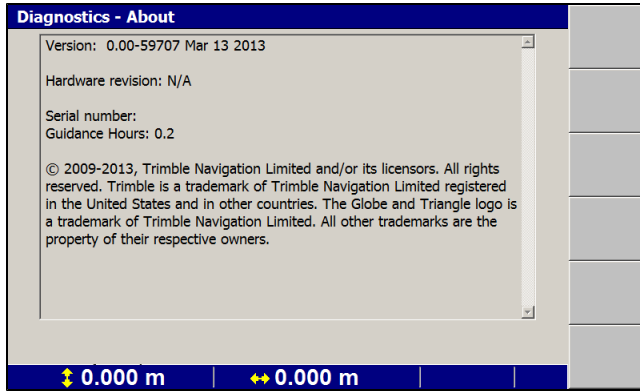 Diagnostics - About
Version:  0.00-59707 Mar 13 2013
Hardware revision: N/A
Serial number:
Guidance Hours: 0.2
© 2009-2013, Trimble Navigation Limited and/or its licensors. All rights
reserved. Trimble is a trademark of Trimble Navigation Limited registered
in the United States and in other countries. The Globe and Triangle logo is
a trademark of Trimble Navigation Limited. All other trademarks are the
property of their respective owners.
0.000 m 0.000 m